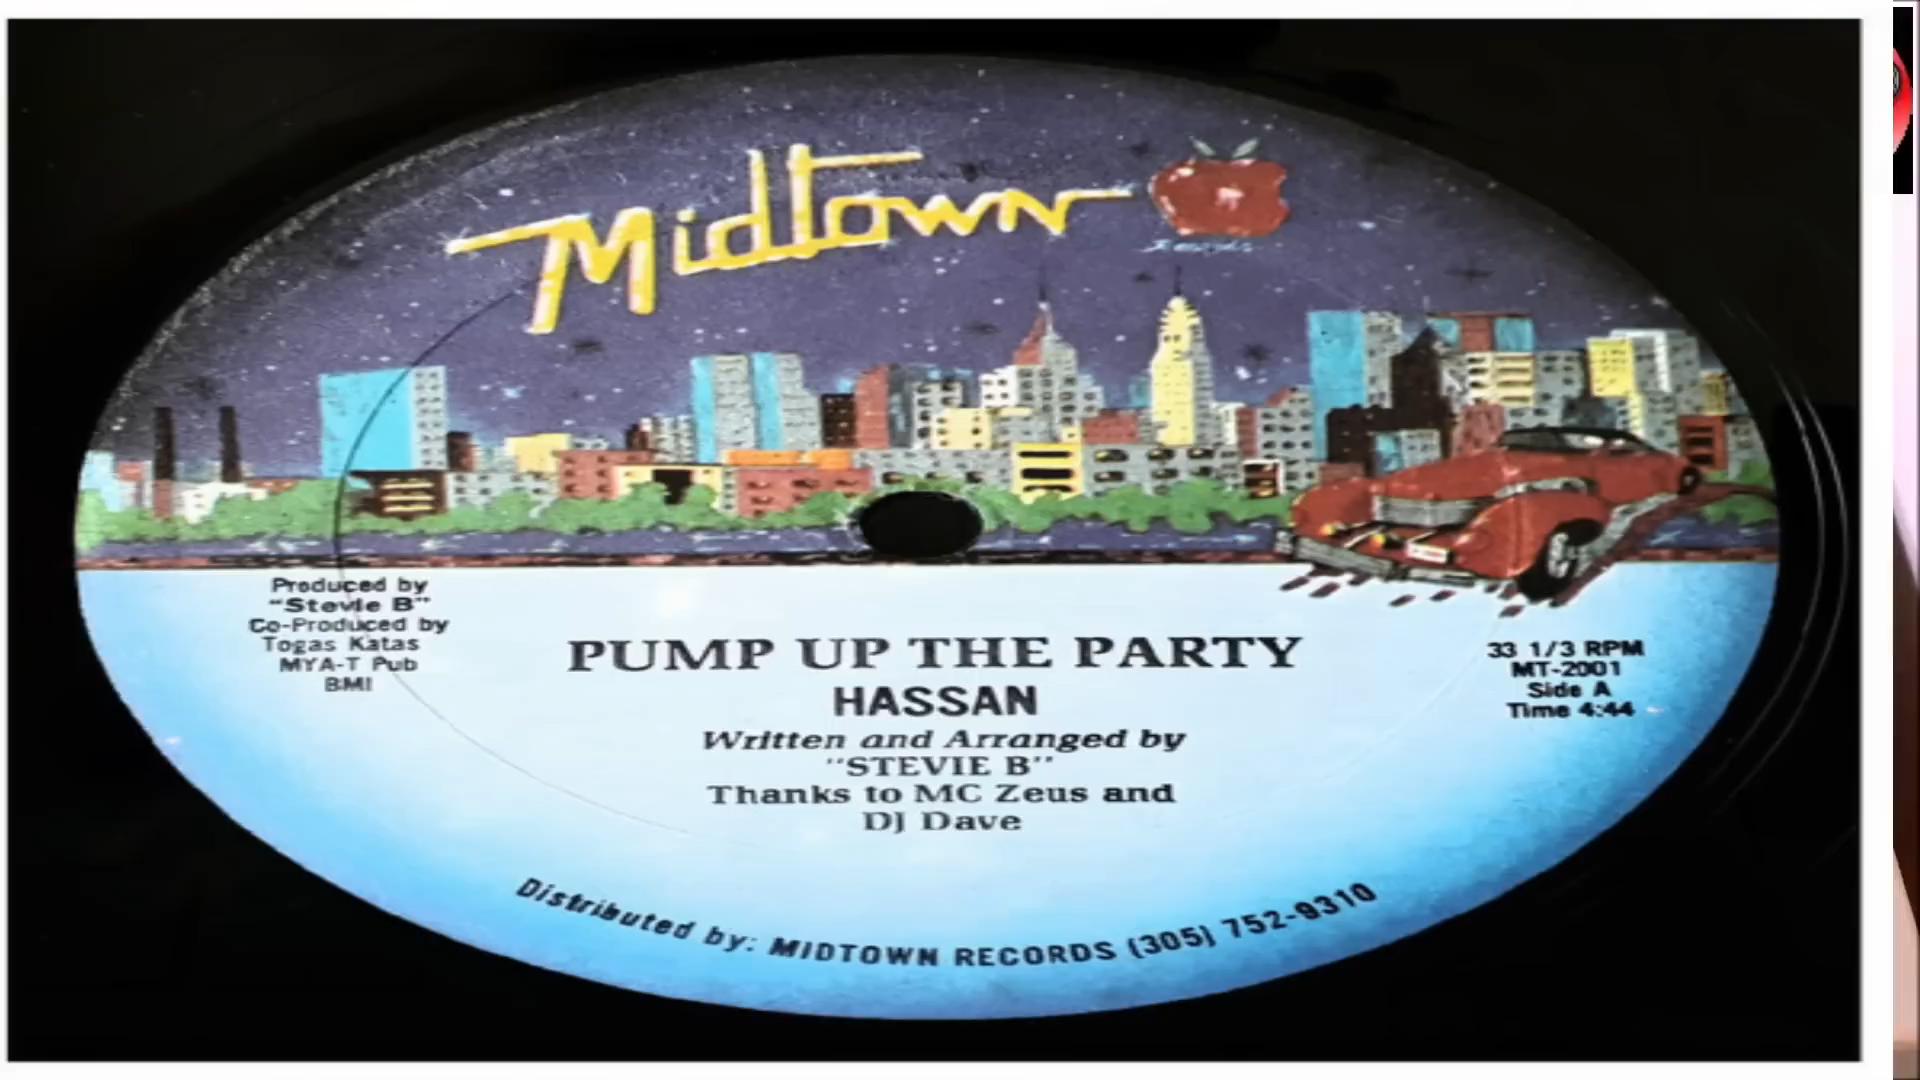 Midtown
Records
Produced by
"Stevie B"
Co-Produced by
Togas Katas
MYA-T Pub
BMI
PUMP UP THE PARTY
HASSAN
Written and Arranged by
"STEVIE B"
Thanks to MC Zeus and
DJ Dave
33 1/3 RPM
MT-2001
Side A
Time 4:44
Distributed by: MIDTOWN RECORDS (305) 752-9310